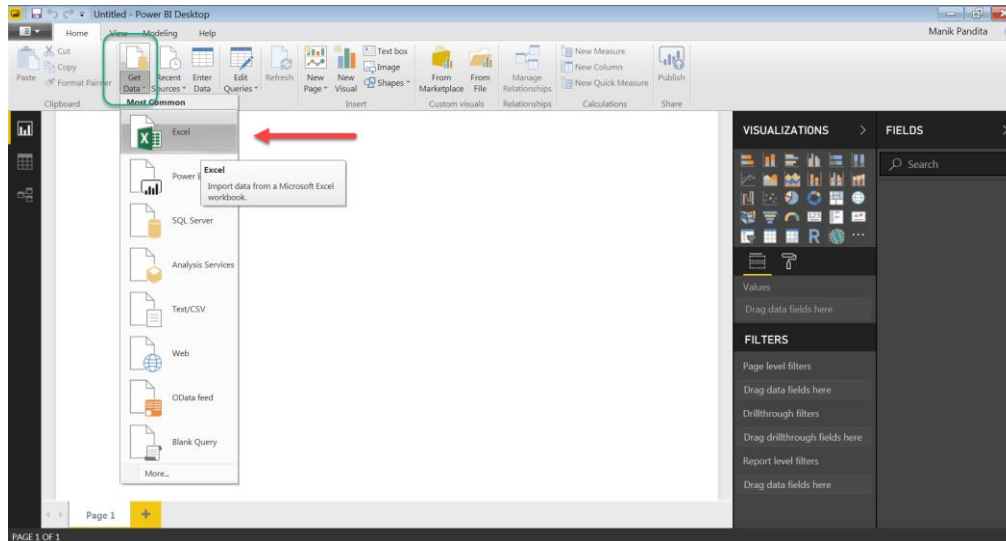 Untitled - Power BI Desktop
Home View Modeling Help
Manik Pandita
Paste
Cut
Copy
Format Painter
Clipboard
Get Data
Recent Sources
Enter Data
Edit Queries
Refresh
New Page
New Visual
Text box
Image
Shapes
Insert
From Marketplace
From File
Custom visuals
Manage Relationships
Relationships
New Measure
New Column
New Quick Measure
Calculations
Publish
Share
Most Common
Excel
Power
Excel
Import data from a Microsoft Excel
workbook.
SQL Server
Analysis Services
Text/CSV
Web
OData feed
Blank Query
More...
VISUALIZATIONS
FIELDS
Search
R
Values
Drag data fields here
FILTERS
Page level filters
Drag data fields here
Drillthrough filters
Drag drillthrough fields here
Report level filters
Drag data fields here
Page 1
PAGE 1 OF 1